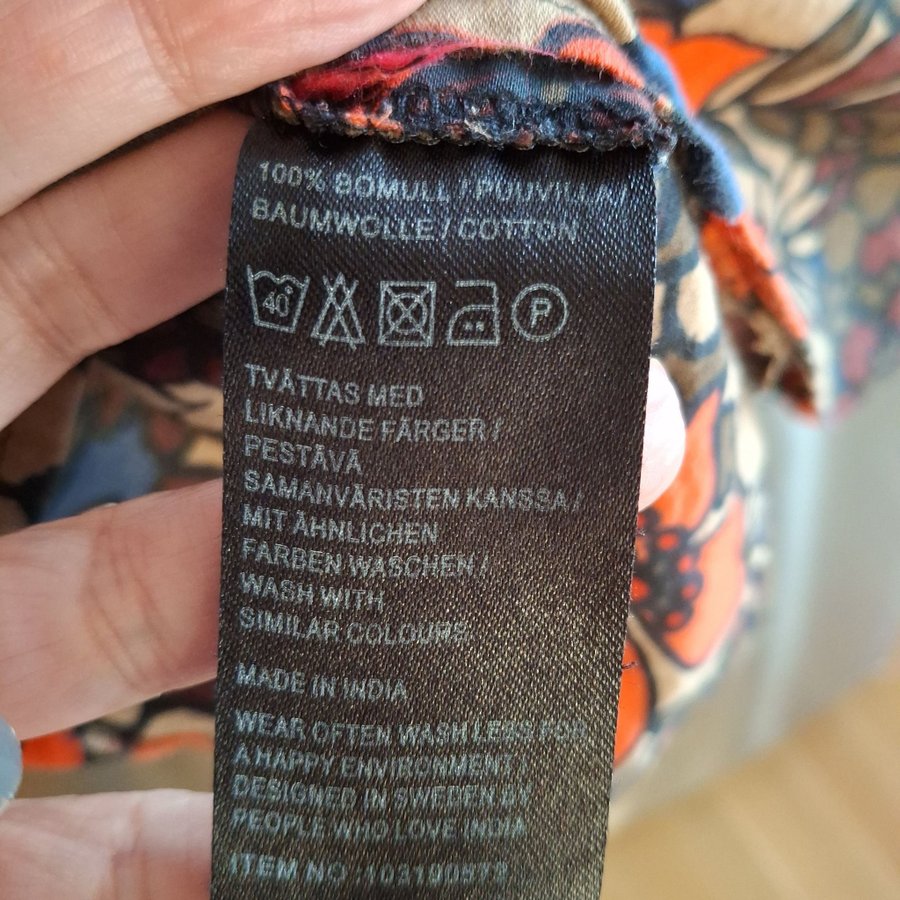 100% BOMULL / PUUVILLA /
BAUMWOLLE / COTTON
40 P
TVÄTTAS MED
LIKNANDE FÄRGER /
PESTÄVÄ
SAMANVÄRISTEN KANSSA /
MIT ÄHNLICHEN
FARBEN WASCHEN /
WASH WITH
SIMILAR COLOURS
MADE IN INDIA
WEAR OFTEN WASH LESS FOR
A HAPPY ENVIRONMENT
DESIGNED IN SWEDEN BY
PEOPLE WHO LOVE INDIA
ITEM NO :